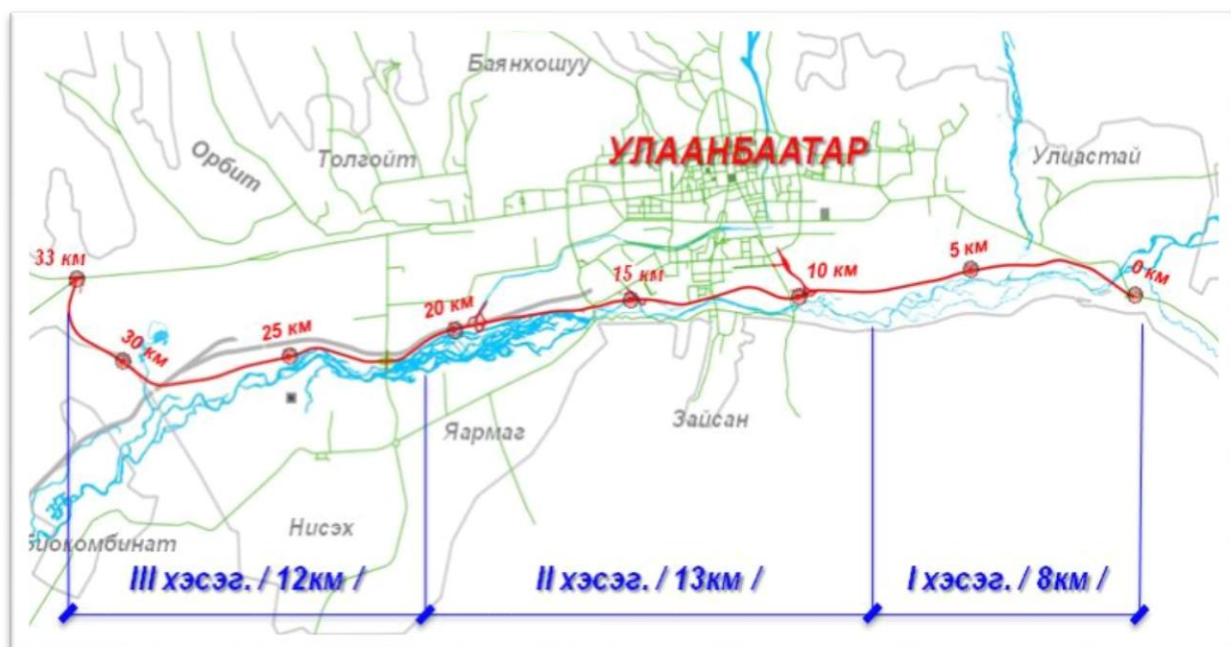 Баянхошуу
УЛААНБААТАР
Орбит
Толгойт
Улиастай
33 км
30 км
25 км
20 км
15 км
10 км
5 км
0 км
Яармаг
Зайсан
Нисэх
биокомбинат
III хэсэг. / 12км /
II хэсэг. / 13км /
I хэсэг. / 8км /